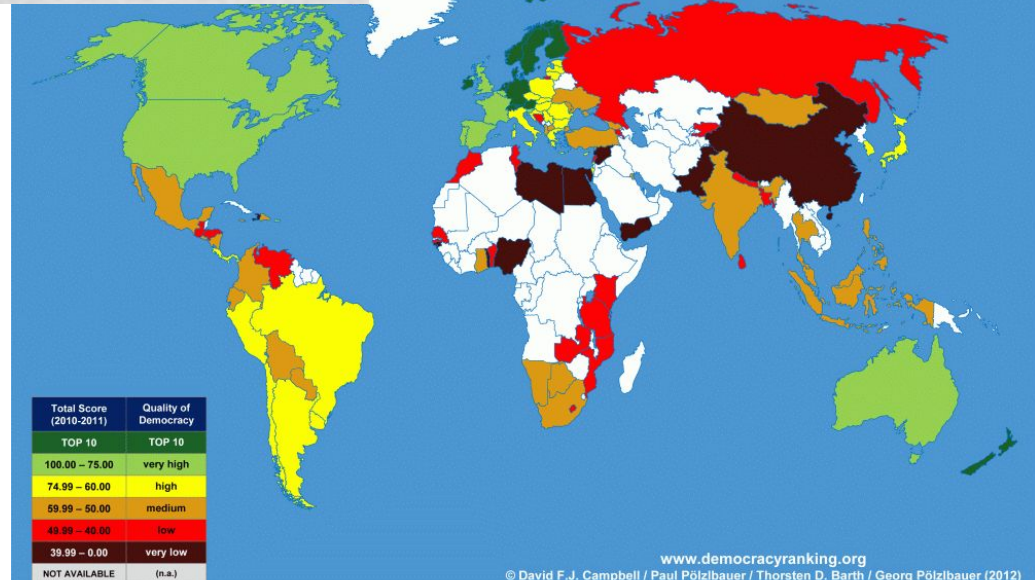 Total Score Quality of
(2010-2011) Democracy
TOP 10 TOP 10
100.00 – 75.00 very high
74.99 – 60.00 high
59.99 – 50.00 medium
49.99 – 40.00 low
39.99 – 0.00 very low
NOT AVAILABLE (n.a.)
www.democracyranking.org
© David F.J. Campbell / Paul Pölzlbauer / Thorsten D. Barth / Georg Pölzlbauer (2012)